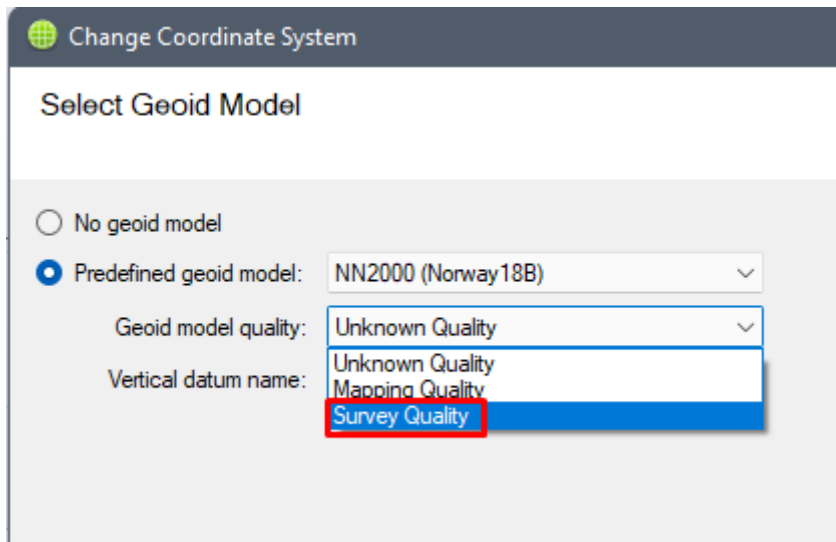 Change Coordinate System
Select Geoid Model
No geoid model
Predefined geoid model: NN2000 (Norway18B)
Geoid model quality: Unknown Quality
Unknown Quality
Vertical datum name:
Mapping Quality
Survey Quality